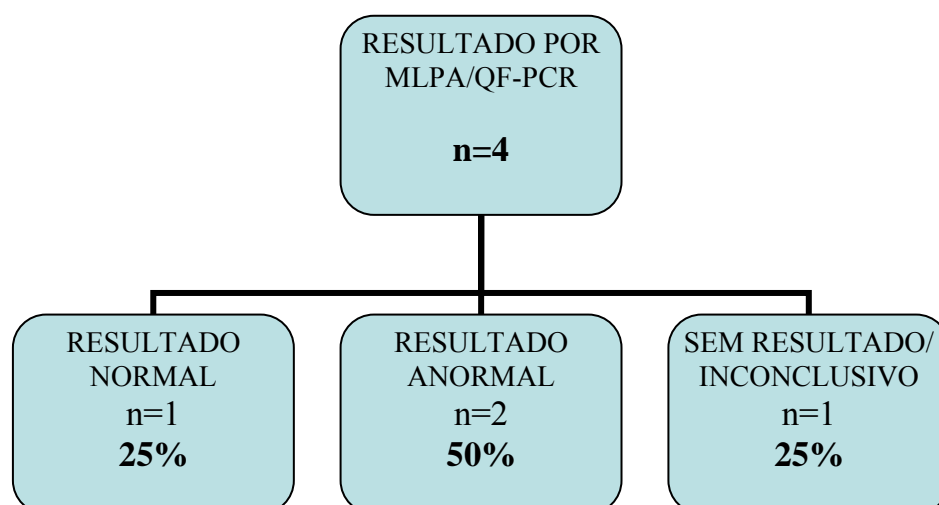 RESULTADO POR
MLPA/QF-PCR
n=4
RESULTADO
NORMAL
n=1
25%
RESULTADO
ANORMAL
n=2
50%
SEM RESULTADO/
INCONCLUSIVO
n=1
25%